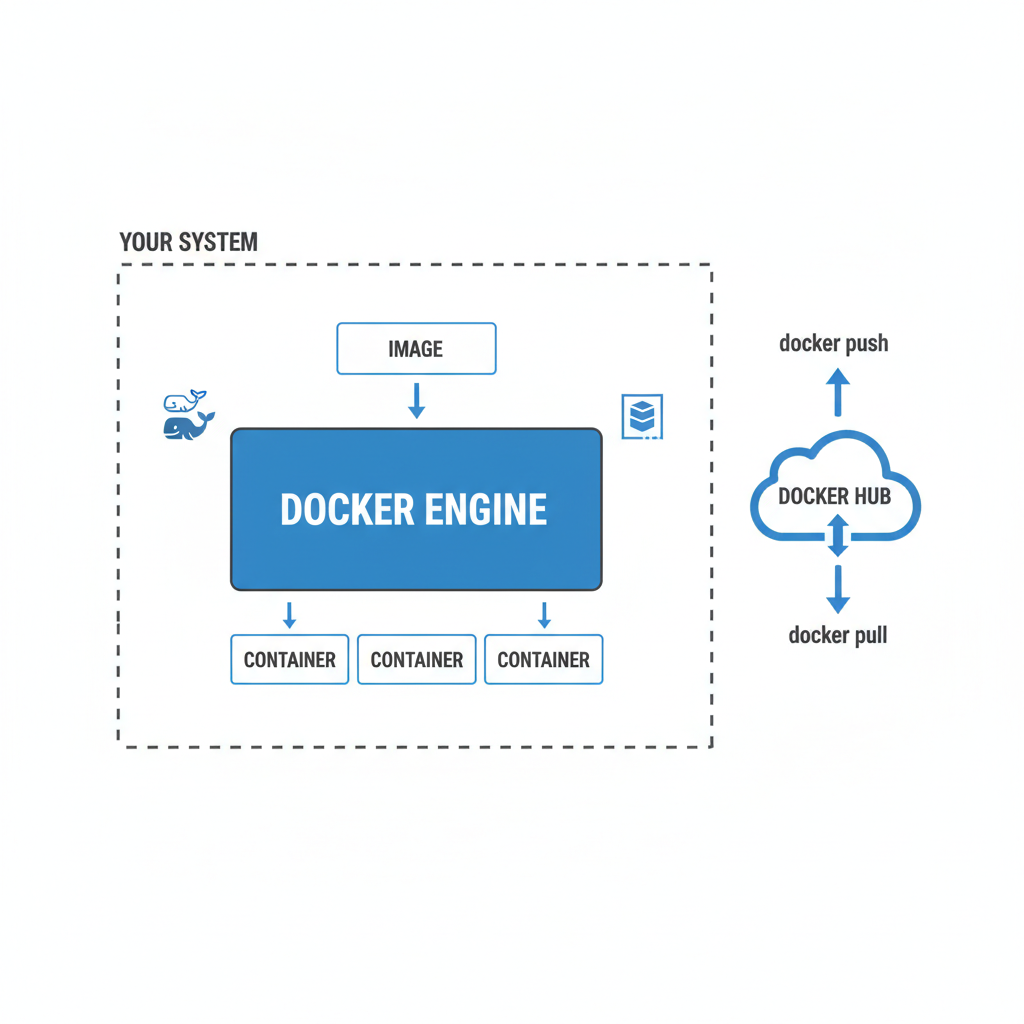 YOUR SYSTEM
IMAGE
DOCKER ENGINE
CONTAINER
CONTAINER
CONTAINER
docker push
DOCKER HUB
docker pull